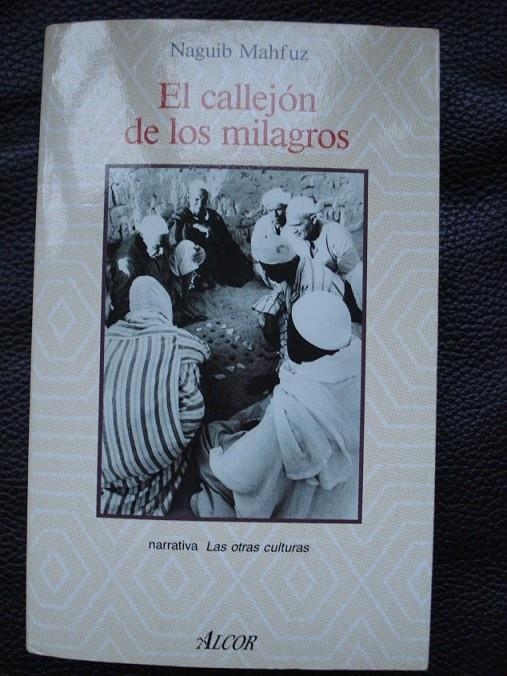 Naguib Mahfuz
El callejón
de los milagros
narrativa Las otras culturas
ALCOR